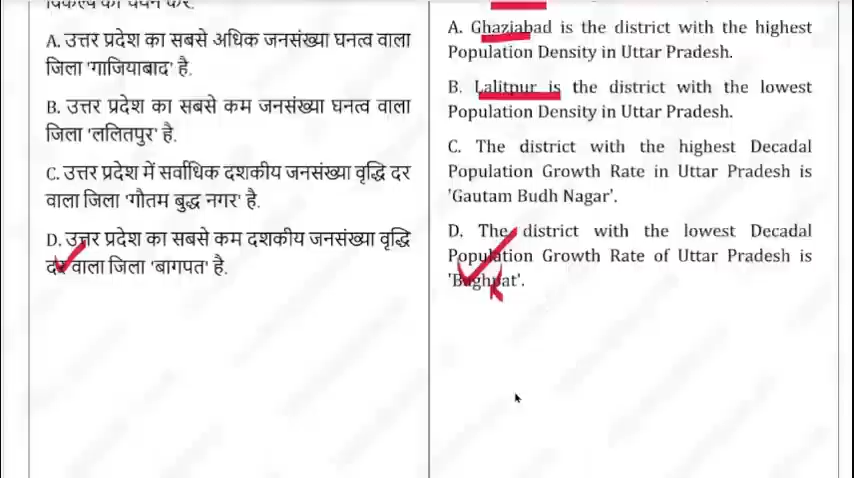 विकल्प का चयन करें.
A. उत्तर प्रदेश का सबसे अधिक जनसंख्या घनत्व वाला
जिला 'गाजियाबाद' है.
B. उत्तर प्रदेश का सबसे कम जनसंख्या घनत्व वाला
जिला 'ललितपुर' है.
C. उत्तर प्रदेश में सर्वाधिक दशकीय जनसंख्या वृद्धि दर
वाला जिला 'गौतम बुद्ध नगर' है.
D. उत्तर प्रदेश का सबसे कम दशकीय जनसंख्या वृद्धि
दर वाला जिला 'बागपत' है.
A. Ghaziabad is the district with the highest
Population Density in Uttar Pradesh.
B. Lalitpur is the district with the lowest
Population Density in Uttar Pradesh.
C. The district with the highest Decadal
Population Growth Rate in Uttar Pradesh is
'Gautam Budh Nagar'.
D. The district with the lowest Decadal
Population Growth Rate of Uttar Pradesh is
'Baghpat'.